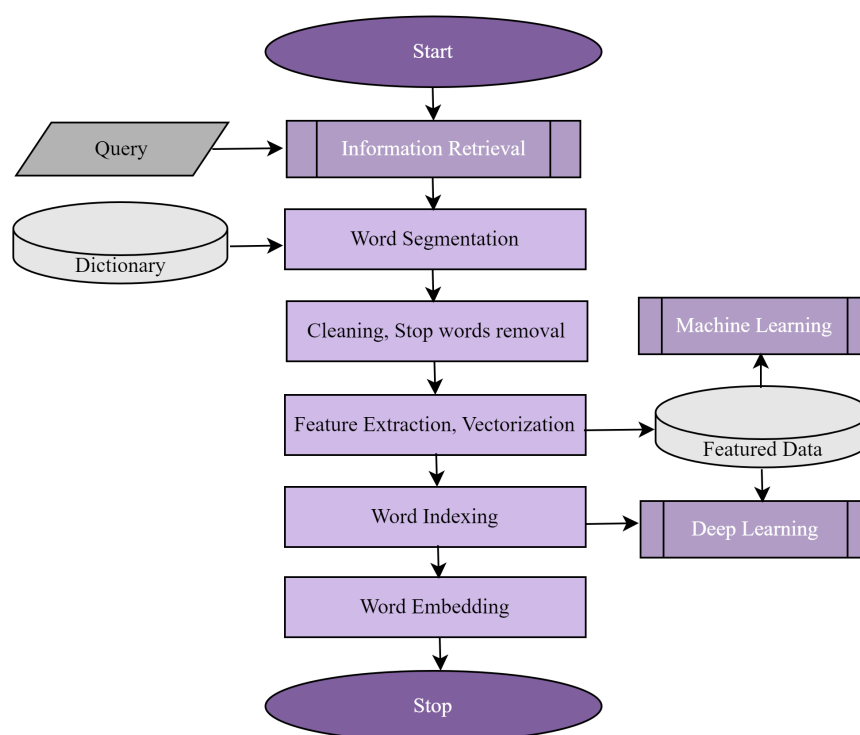 Start
Query
Information Retrieval
Word Segmentation
Dictionary
Cleaning, Stop words removal
Machine Learning
Feature Extraction, Vectorization
Featured Data
Word Indexing
Deep Learning
Word Embedding
Stop